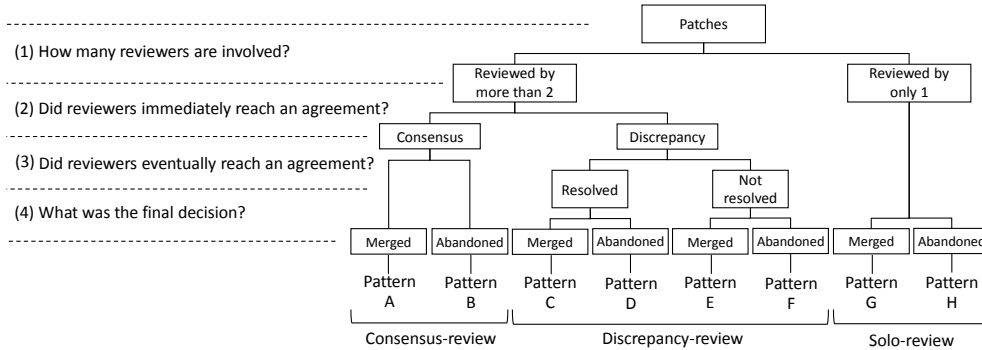 Patches
(1) How many reviewers are involved?
Reviewed by
more than 2
Reviewed by
only 1
(2) Did reviewers immediately reach an agreement?
Consensus
Discrepancy
(3) Did reviewers eventually reach an agreement?
Resolved
Not
resolved
(4) What was the final decision?
Merged
Abandoned
Merged
Abandoned
Merged
Abandoned
Merged
Abandoned
Pattern
A
Pattern
B
Pattern
C
Pattern
D
Pattern
E
Pattern
F
Pattern
G
Pattern
H
Consensus-review
Discrepancy-review
Solo-review